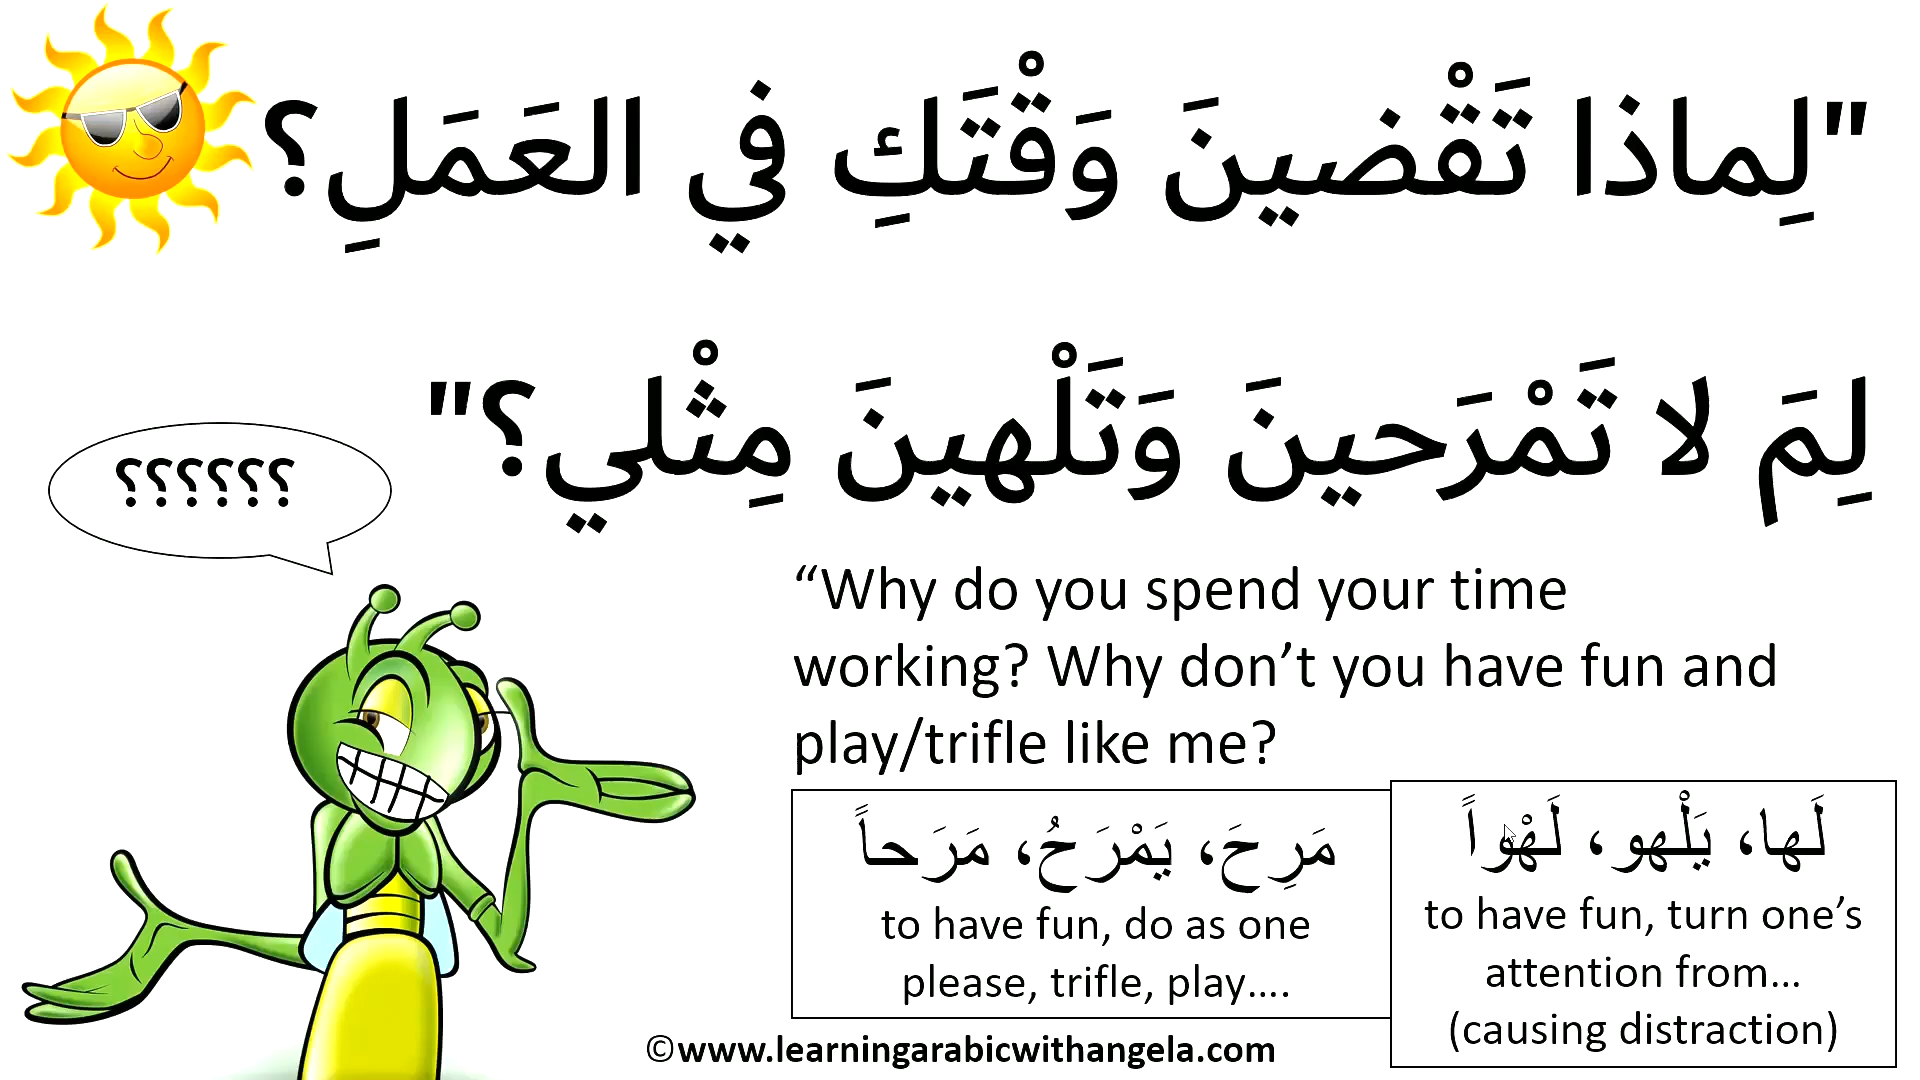 "لِماذا تَقْضينَ وَقْتَكِ في العَمَلِ؟
لِمَ لا تَمْرَحينَ وَتَلْهينَ مِثْلي؟"
؟؟؟؟؟؟
“Why do you spend your time
working? Why don’t you have fun and
play/trifle like me?
مَرِحَ، يَمْرَحُ، مَرَحاً
to have fun, do as one
please, trifle, play….
لَها، يَلْهو، لَهْواً
to have fun, turn one’s
attention from…
(causing distraction)
©www.learningarabicwithangela.com